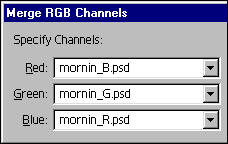 Merge RGB Channels
Specify Channels:
Red: mornin_B.psd
Green: mornin_G.psd
Blue: mornin_R.psd